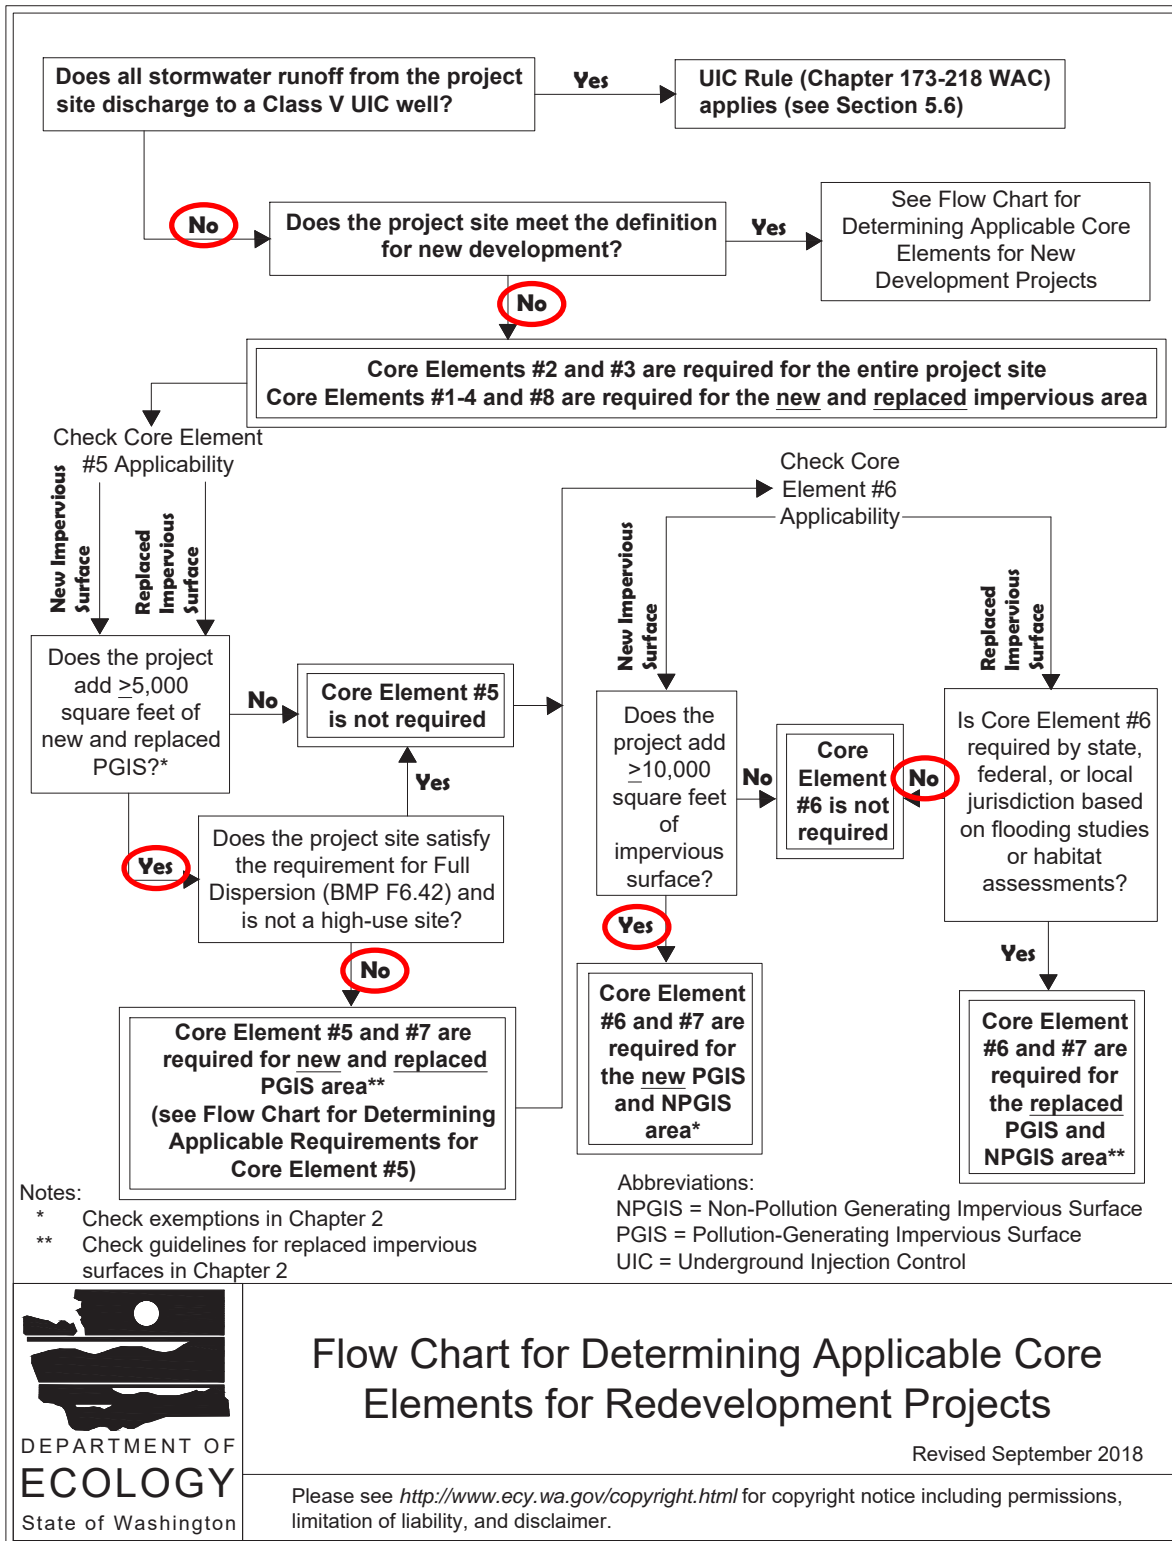 Does all stormwater runoff from the project
site discharge to a Class V UIC well?
Yes
UIC Rule (Chapter 173-218 WAC)
applies (see Section 5.6)
No
Does the project site meet the definition
for new development?
Yes
See Flow Chart for
Determining Applicable Core
Elements for New
Development Projects
No
Core Elements #2 and #3 are required for the entire project site
Core Elements #1-4 and #8 are required for the new and replaced impervious area
Check Core Element
#5 Applicability
New Impervious
Surface
Replaced
Impervious
Surface
Does the project
add >5,000
square feet of
new and replaced
PGIS?*
No
Core Element #5
is not required
Yes
Yes
Does the project site satisfy
the requirement for Full
Dispersion (BMP F6.42) and
is not a high-use site?
No
Core Element #5 and #7 are
required for new and replaced
PGIS area**
(see Flow Chart for Determining
Applicable Requirements for
Core Element #5)
Check Core
Element #6
Applicability
New Impervious
Surface
Replaced
Impervious
Surface
Does the
project add
>10,000
square feet
of
impervious
surface?
No
Core
Element
#6 is not
required
No
Is Core Element #6
required by state,
federal, or local
jurisdiction based
on flooding studies
or habitat
assessments?
Yes
Core Element
#6 and #7 are
required for
the new PGIS
and NPGIS
area*
Yes
Core Element
#6 and #7 are
required for
the replaced
PGIS and
NPGIS area**
Notes:
* Check exemptions in Chapter 2
** Check guidelines for replaced impervious
surfaces in Chapter 2
Abbreviations:
NPGIS = Non-Pollution Generating Impervious Surface
PGIS = Pollution-Generating Impervious Surface
UIC = Underground Injection Control
DEPARTMENT OF
ECOLOGY
State of Washington
Flow Chart for Determining Applicable Core
Elements for Redevelopment Projects
Revised September 2018
Please see http://www.ecy.wa.gov/copyright.html for copyright notice including permissions,
limitation of liability, and disclaimer.